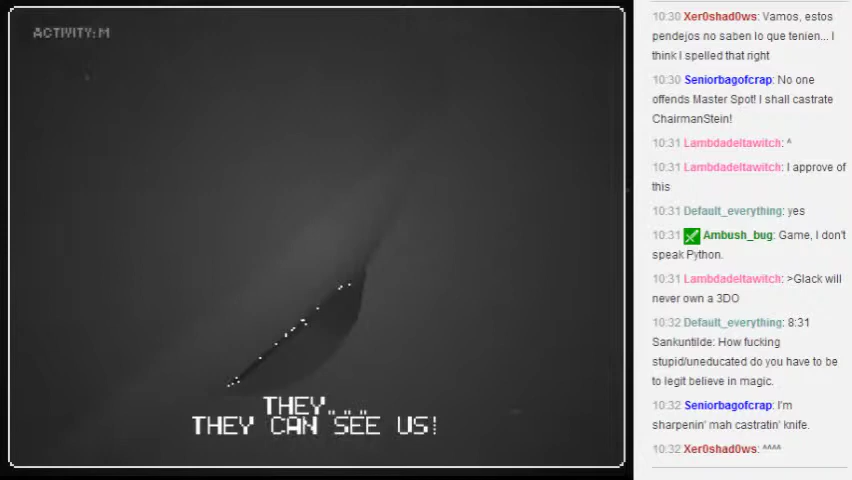 ACTIVITY:M
THEY...
THEY CAN SEE US!
10:30 Xer0shad0ws: Vamos, estos
pendejos no saben lo que tenien... I
think I spelled that right
10:30 Seniorbagofcrap: No one
offends Master Spot! I shall castrate
ChairmanStein!
10:31 Lambdadeltawitch: ^
10:31 Lambdadeltawitch: I approve of
this
10:31 Default_everything: yes
10:31 Ambush_bug: Game, I don't
speak Python.
10:31 Lambdadeltawitch: >Glack will
never own a 3DO
10:32 Default_everything: 8:31
Sankuntilde: How fucking
stupid/uneducated do you have to be
to legit believe in magic.
10:32 Seniorbagofcrap: I'm
sharpenin' mah castratin' knife.
10:32 Xer0shad0ws: ^^^^